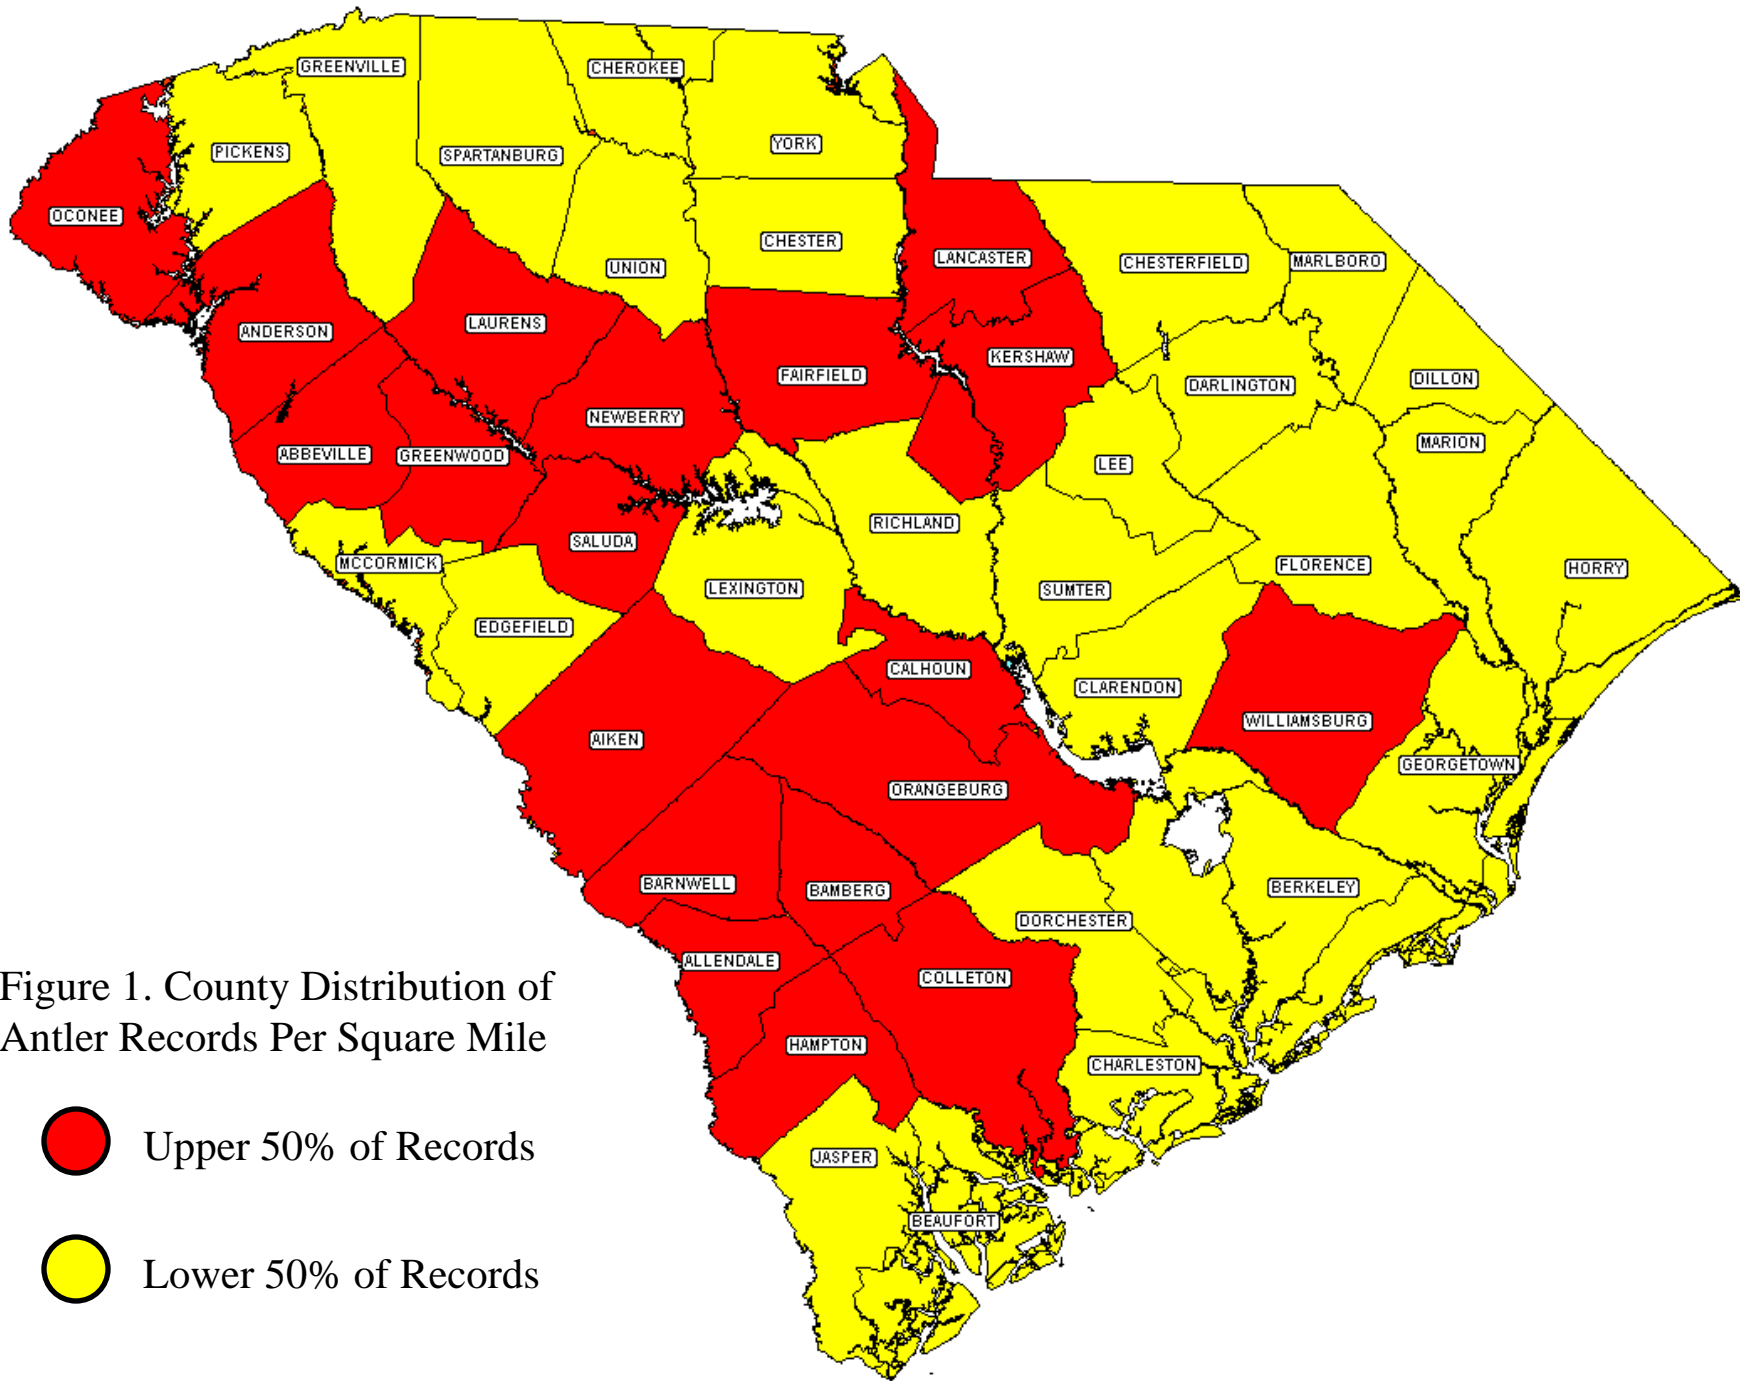 GREENVILLE
CHEROKEE
YORK
PICKENS
SPARTANBURG
OCONEE
CHESTER
UNION
LANCASTER
CHESTERFIELD
MARLBORO
ANDERSON
LAURENS
KERSHAW
FAIRFIELD
DARLINGTON
DILLON
NEWBERRY
MARION
ABBEVILLE
GREENWOOD
LEE
RICHLAND
SALUDA
MCCORMICK
FLORENCE
HORRY
LEXINGTON
SUMTER
EDGEFIELD
CALHOUN
CLARENDON
WILLIAMSBURG
AIKEN
GEORGETOWN
ORANGEBURG
BARNWELL
BAMBERG
BERKELEY
DORCHESTER
ALLENDALE
COLLETON
HAMPTON
CHARLESTON
JASPER
BEAUFORT
Figure 1. County Distribution of
Antler Records Per Square Mile
Upper 50% of Records
Lower 50% of Records